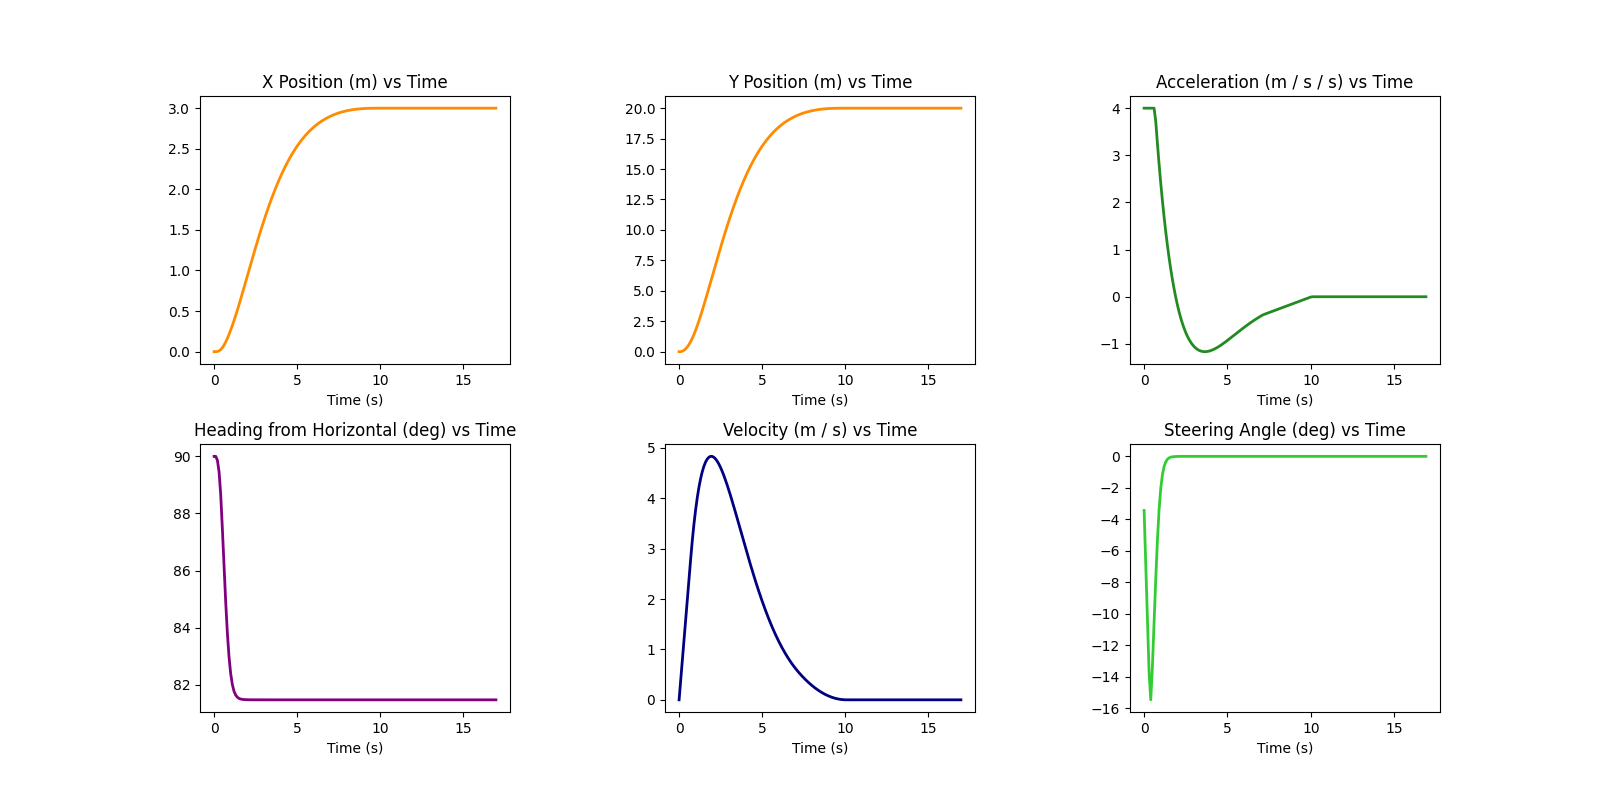 X Position (m) vs Time
Y Position (m) vs Time
Acceleration (m / s / s) vs Time
3.0
2.5
2.0
1.5
1.0
0.5
0.0
0 5 10 15
Time (s)
20.0
17.5
15.0
12.5
10.0
7.5
5.0
2.5
0.0
0 5 10 15
Time (s)
4
3
2
1
0
−1
0 5 10 15
Time (s)
Heading from Horizontal (deg) vs Time
Velocity (m / s) vs Time
Steering Angle (deg) vs Time
90
88
86
84
82
0 5 10 15
Time (s)
5
4
3
2
1
0
0 5 10 15
Time (s)
0
−2
−4
−6
−8
−10
−12
−14
−16
0 5 10 15
Time (s)